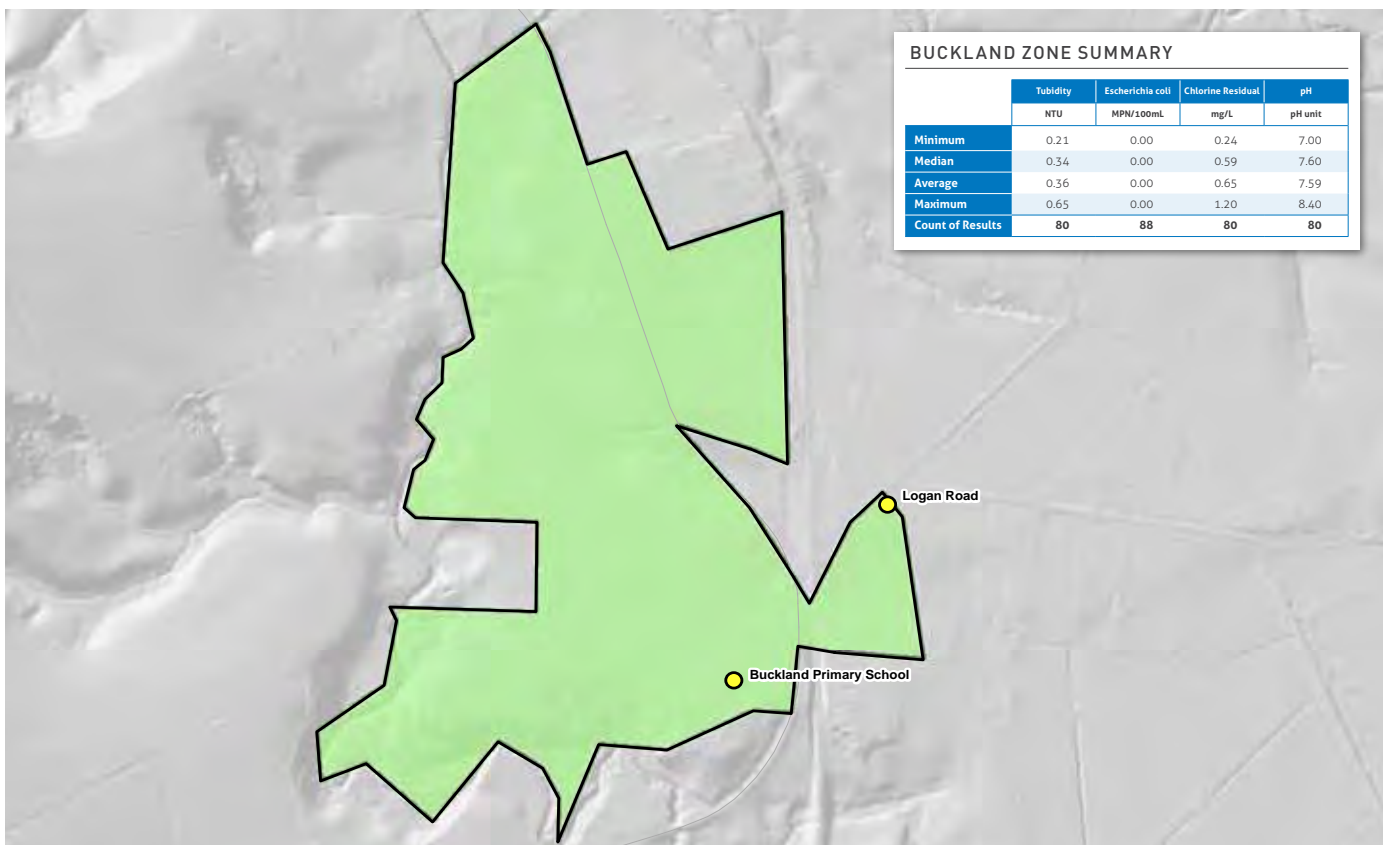 BUCKLAND ZONE SUMMARY
Tubidity Escherichia coli Chlorine Residual pH
NTU MPN/100mL mg/L pH unit
Minimum 0.21 0.00 0.24 7.00
Median 0.34 0.00 0.59 7.60
Average 0.36 0.00 0.65 7.59
Maximum 0.65 0.00 1.20 8.40
Count of Results 80 88 80 80
Logan Road
Buckland Primary School